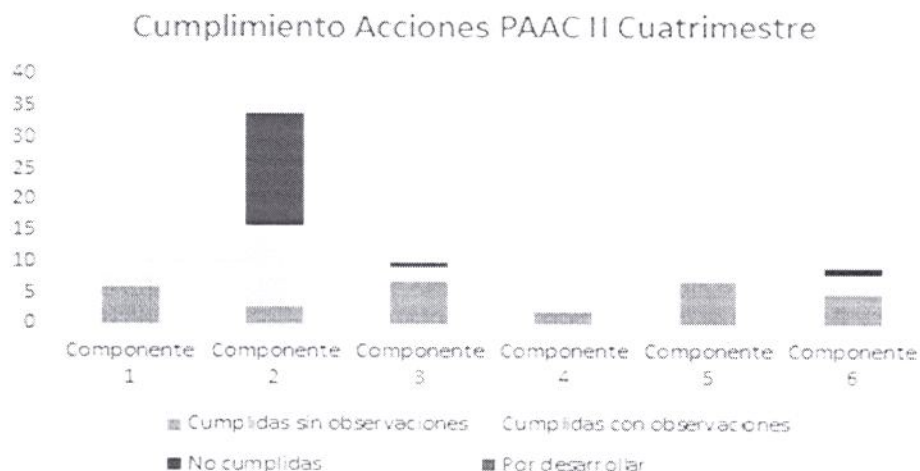 Cumplimiento Acciones PAAC II Cuatrimestre
40
35
30
25
20
15
10
5
0
Componente 1
Componente 2
Componente 3
Componente 4
Componente 5
Componente 6
Cumplidas sin observaciones
Cumplidas con observaciones
No cumplidas
Por desarrollar